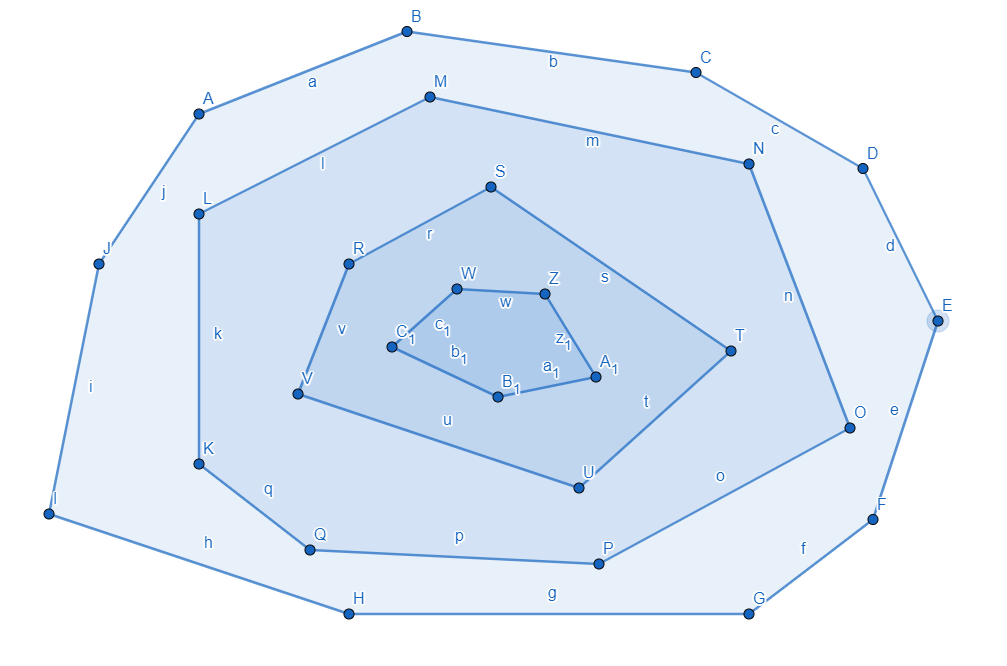 B
a
b
C
A
M
c
m
N
D
l
j
S
L
r
d
J
R
s
W
Z
n
E
w
k
v
C₁
c₁
z₁
T
b₁
a₁
A₁
i
V
B₁
t
e
u
O
K
U
o
q
I
F
Q
p
P
h
f
g
H
G